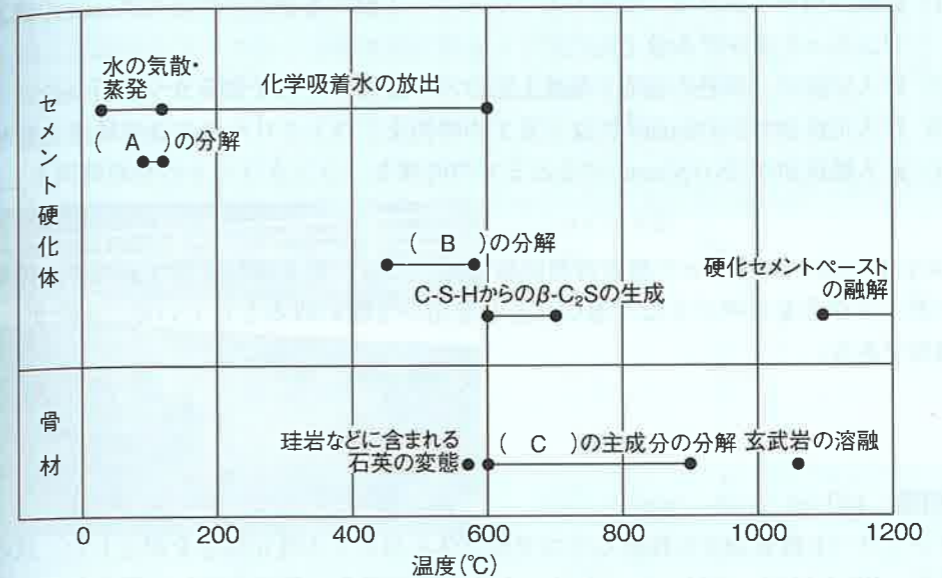 セメント硬化体
水の気散・
蒸発
化学吸着水の放出
( A )の分解
( B )の分解
C-S-Hからのβ-C₂Sの生成
硬化セメントペースト
の融解
骨材
珪岩などに含まれる
石英の変態
( C )の主成分の分解
玄武岩の溶融
0 200 400 600 800 1000 1200
温度(℃)